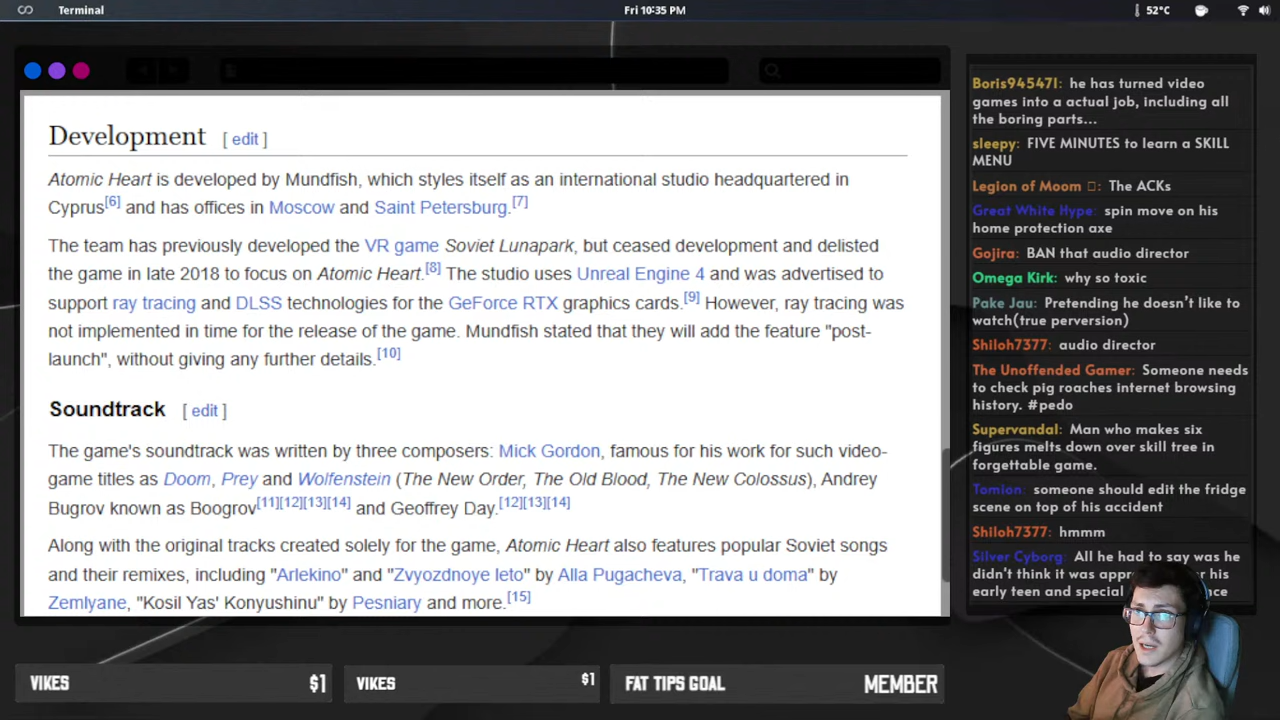 Terminal
Fri 10:35 PM
52°C
Development [ edit ]
Atomic Heart is developed by Mundfish, which styles itself as an international studio headquartered in
Cyprus[6] and has offices in Moscow and Saint Petersburg.[7]
The team has previously developed the VR game Soviet Lunapark, but ceased development and delisted
the game in late 2018 to focus on Atomic Heart.[8] The studio uses Unreal Engine 4 and was advertised to
support ray tracing and DLSS technologies for the GeForce RTX graphics cards.[9] However, ray tracing was
not implemented in time for the release of the game. Mundfish stated that they will add the feature "post-
launch", without giving any further details.[10]
Soundtrack [ edit ]
The game's soundtrack was written by three composers: Mick Gordon, famous for his work for such video-
game titles as Doom, Prey and Wolfenstein (The New Order, The Old Blood, The New Colossus), Andrey
Bugrov known as Boogrov[11][12][13][14] and Geoffrey Day.[12][13][14]
Along with the original tracks created solely for the game, Atomic Heart also features popular Soviet songs
and their remixes, including "Arlekino" and "Zvyozdnoye leto" by Alla Pugacheva, "Trava u doma" by
Zemlyane, "Kosil Yas' Konyushinu" by Pesniary and more.[15]
Boris94547l: he has turned video
games into a actual job, including all
the boring parts...
sleepy: FIVE MINUTES to learn a SKILL
MENU
Legion of Moom : The ACKs
Great White Hype: spin move on his
home protection axe
Gojira: BAN that audio director
Omega Kirk: why so toxic
Pake Jau: Pretending he doesn't like to
watch(true perversion)
Shiloh7377: audio director
The Unoffended Gamer: Someone needs
to check pig roaches internet browsing
history. #pedo
Supervandal: Man who makes six
figures melts down over skill tree in
forgettable game.
Tomion: someone should edit the fridge
scene on top of his accident
Shiloh7377: hmmm
Silver Cyborg: All he had to say was he
didn't think it was his
early teen and special
VIKES $1
VIKES $1
FAT TIPS GOAL MEMBER